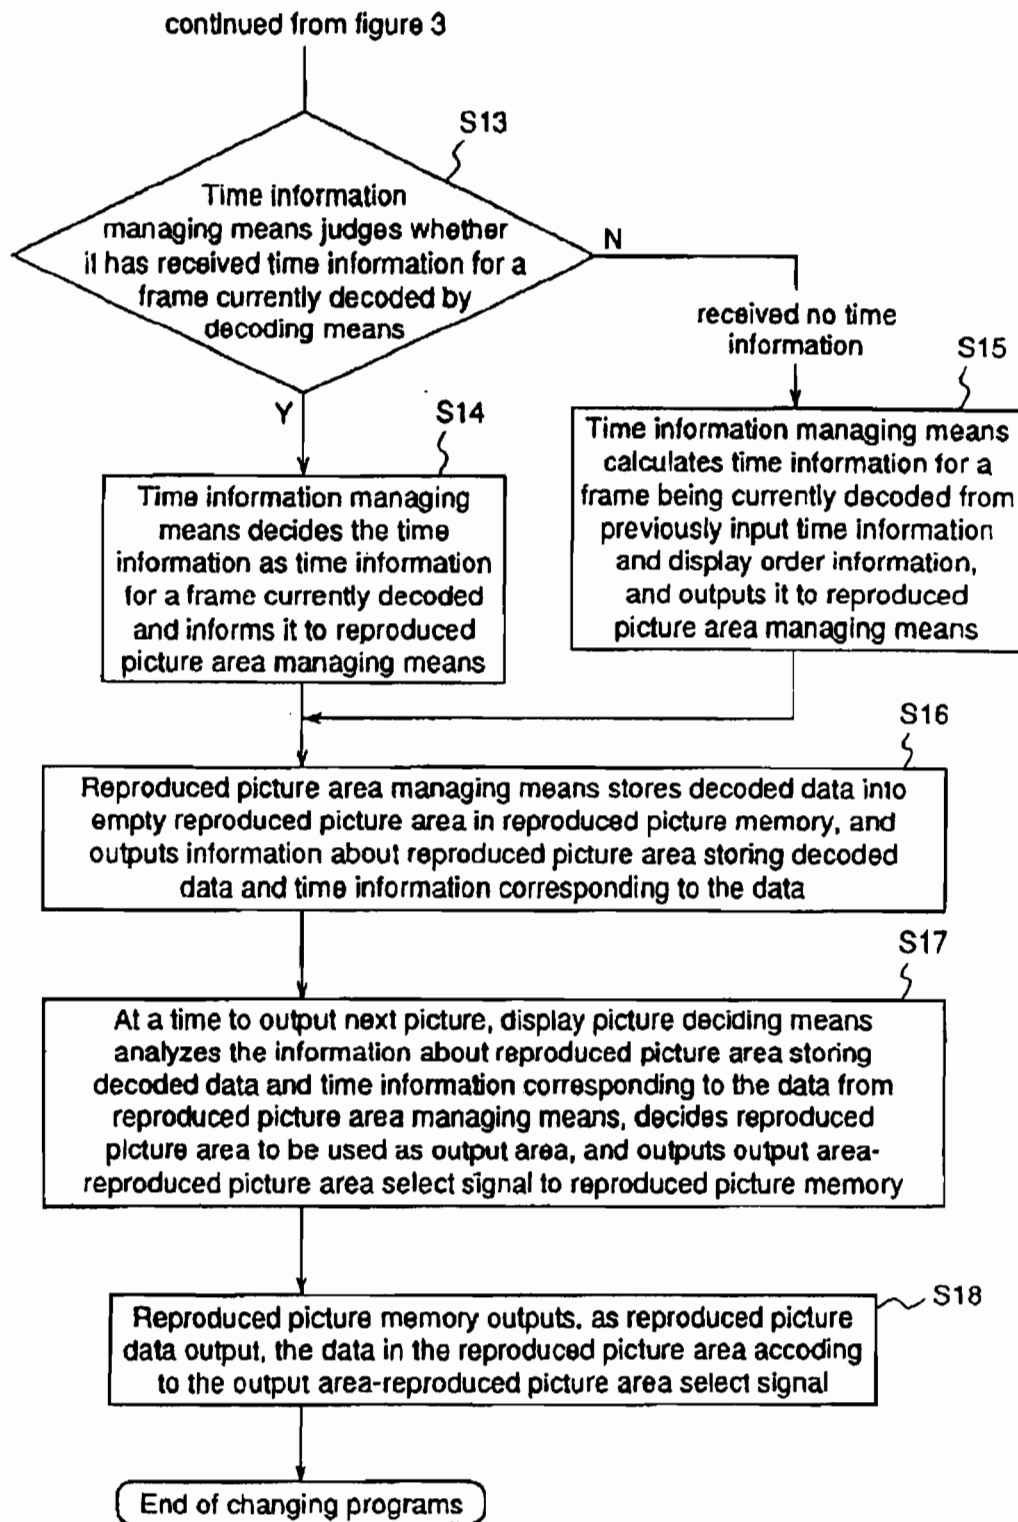 continued from figure 3
S13
Time information
managing means judges whether
it has received time information for a
frame currently decoded by
decoding means
N
received no time
information
S15
Y
S14
Time information managing
means decides the time
information as time information
for a frame currently decoded
and informs it to reproduced
picture area managing means
Time information managing means
calculates time information for a
frame being currently decoded from
previously input time information
and display order information,
and outputs it to reproduced
picture area managing means
S16
Reproduced picture area managing means stores decoded data into
empty reproduced picture area in reproduced picture memory, and
outputs information about reproduced picture area storing decoded
data and time information corresponding to the data
S17
At a time to output next picture, display picture deciding means
analyzes the information about reproduced picture area storing
decoded data and time information corresponding to the data from
reproduced picture area managing means, decides reproduced
picture area to be used as output area, and outputs output area-
reproduced picture area select signal to reproduced picture memory
S18
Reproduced picture memory outputs, as reproduced picture
data output, the data in the reproduced picture area accoding
to the output area-reproduced picture area select signal
End of changing programs